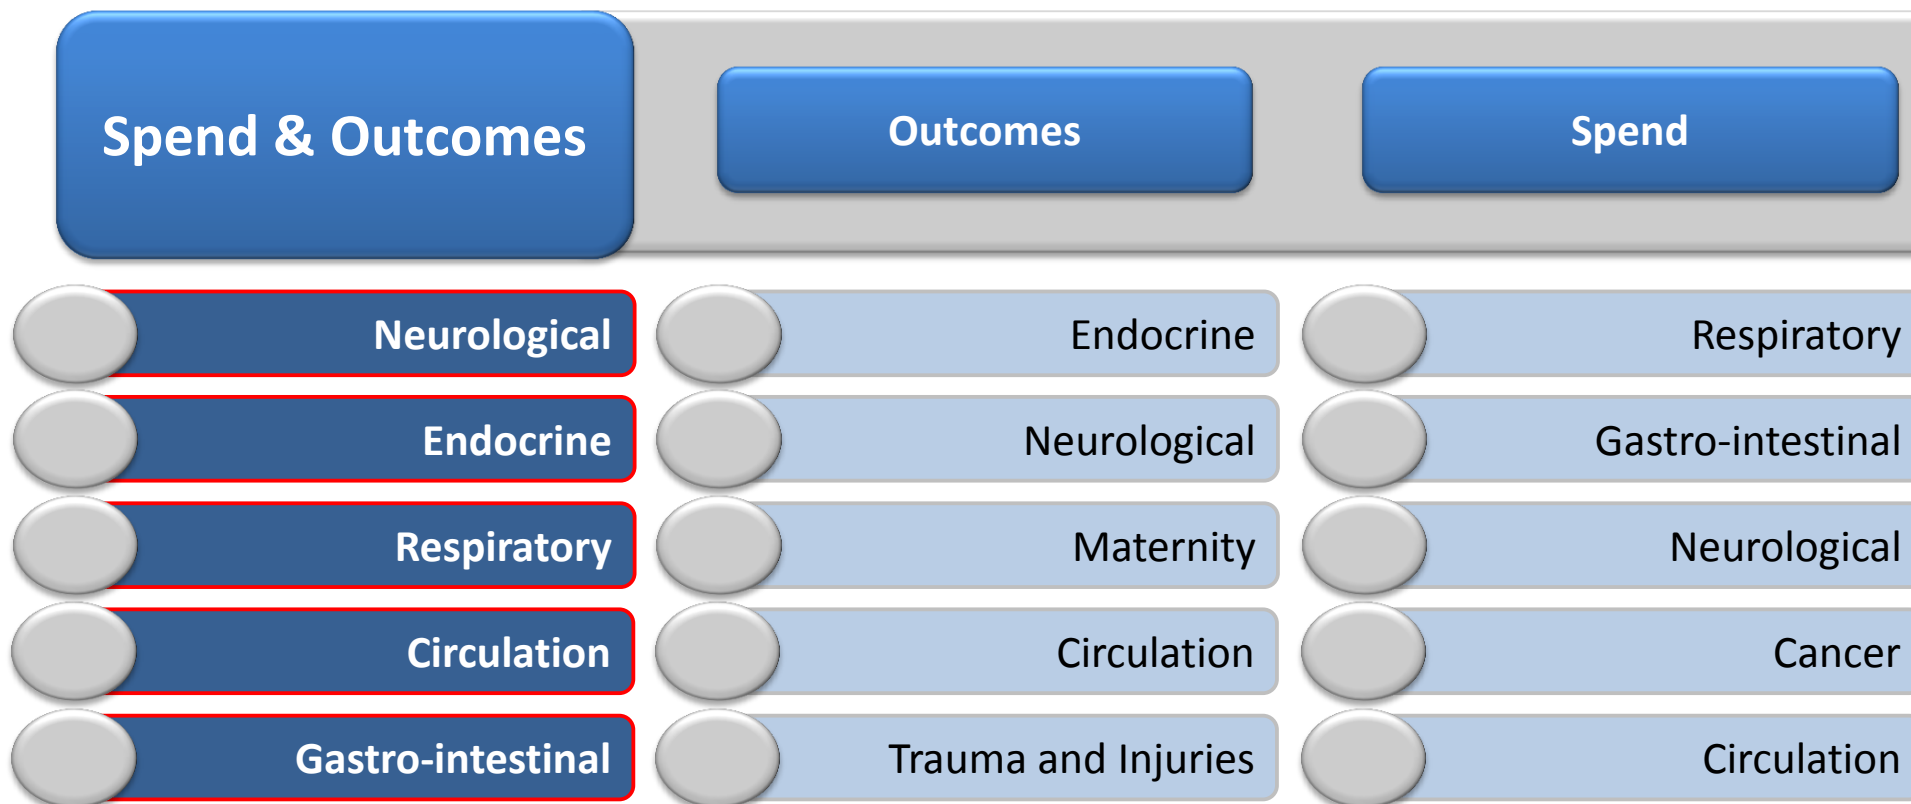 Spend & Outcomes
Outcomes
Spend
Neurological
Endocrine
Respiratory
Endocrine
Neurological
Gastro-intestinal
Respiratory
Maternity
Neurological
Circulation
Circulation
Cancer
Gastro-intestinal
Trauma and Injuries
Circulation